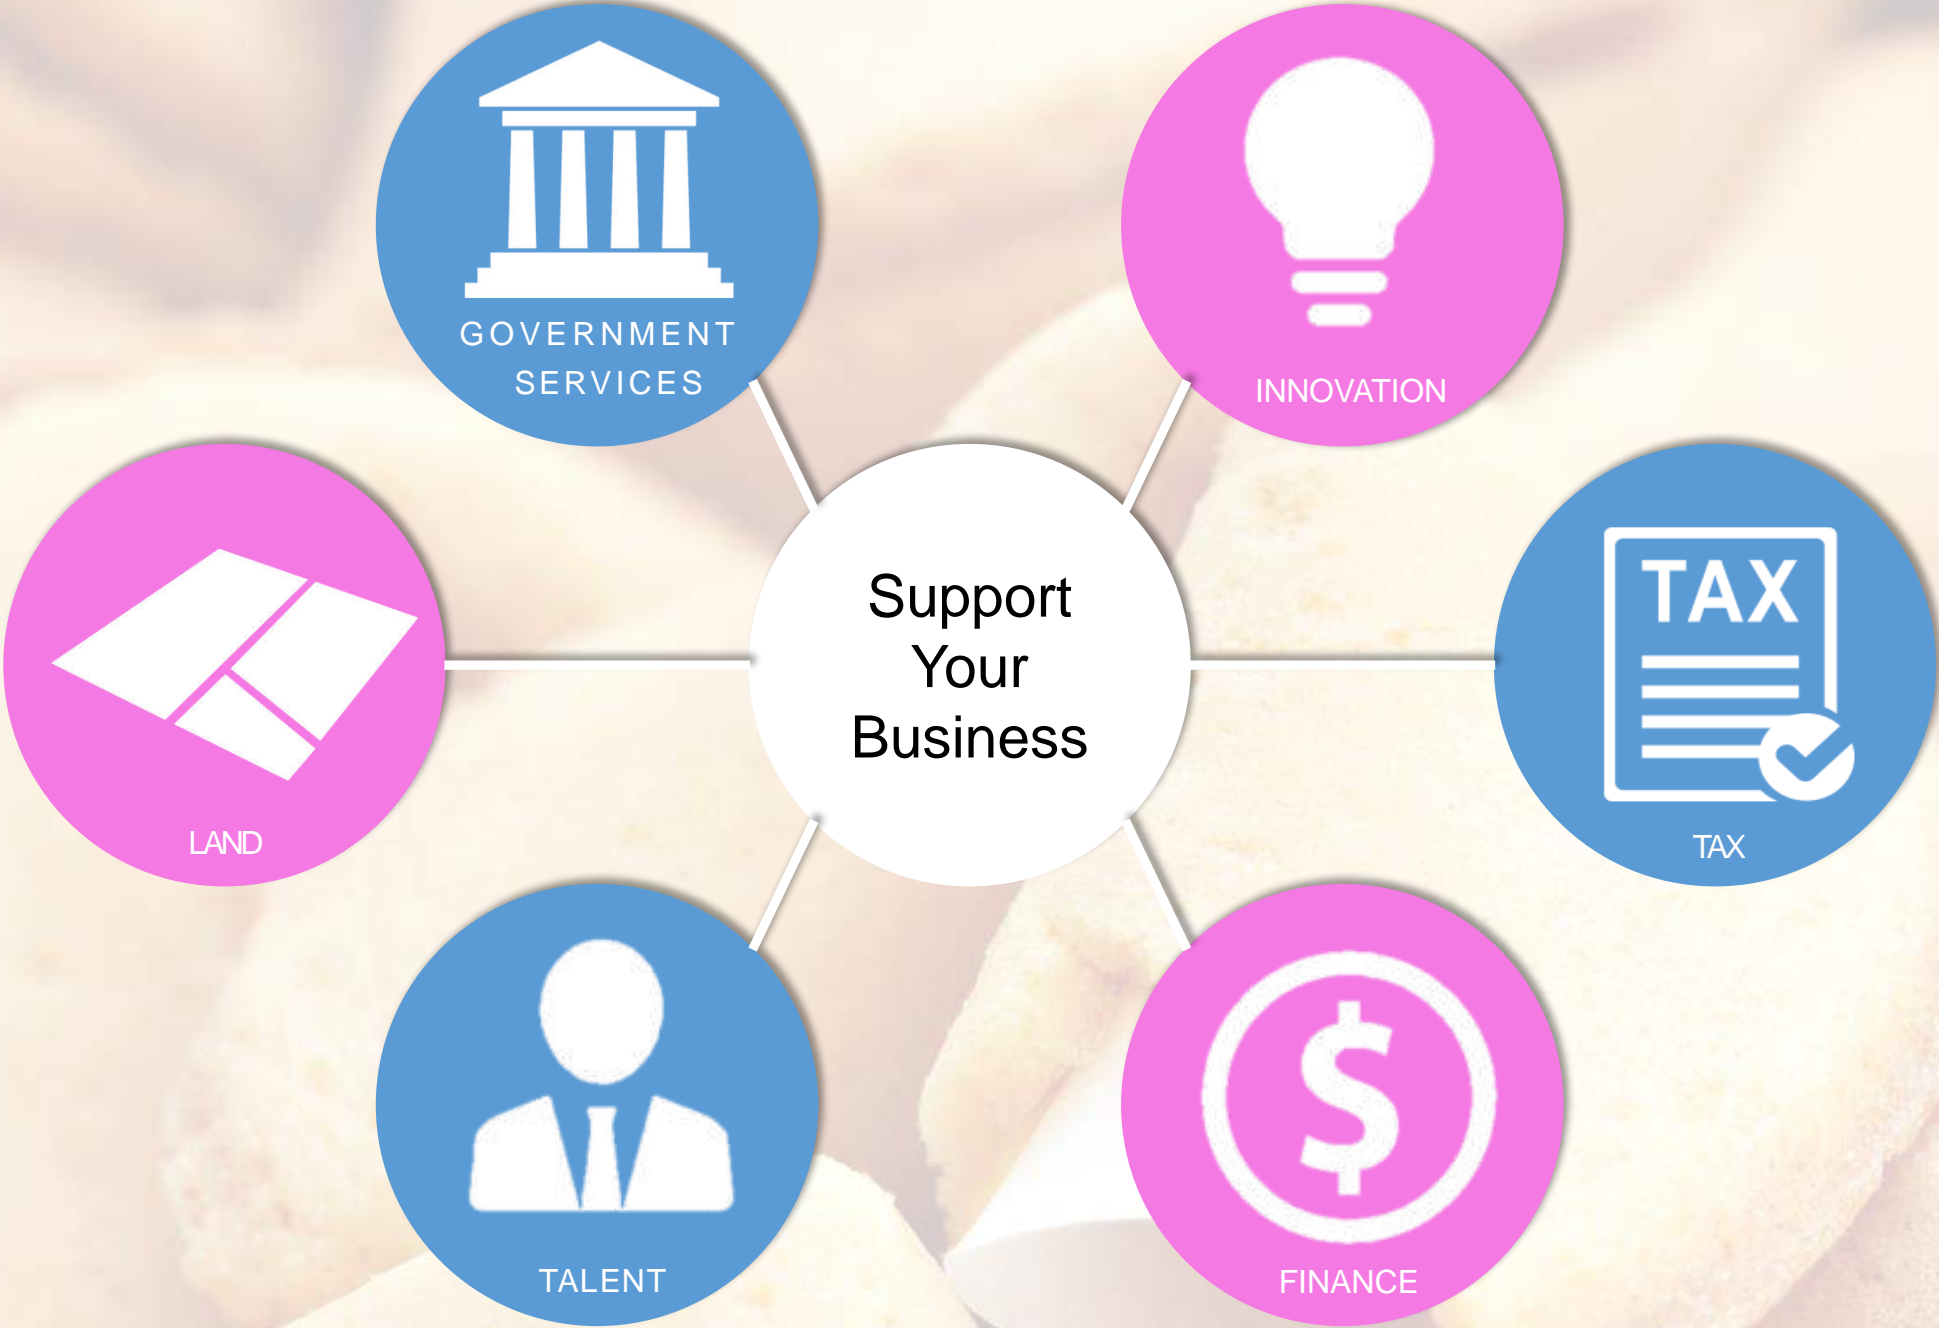 GOVERNMENT
SERVICES
INNOVATION
LAND
Support
Your
Business
TAX
TAX
TALENT
FINANCE